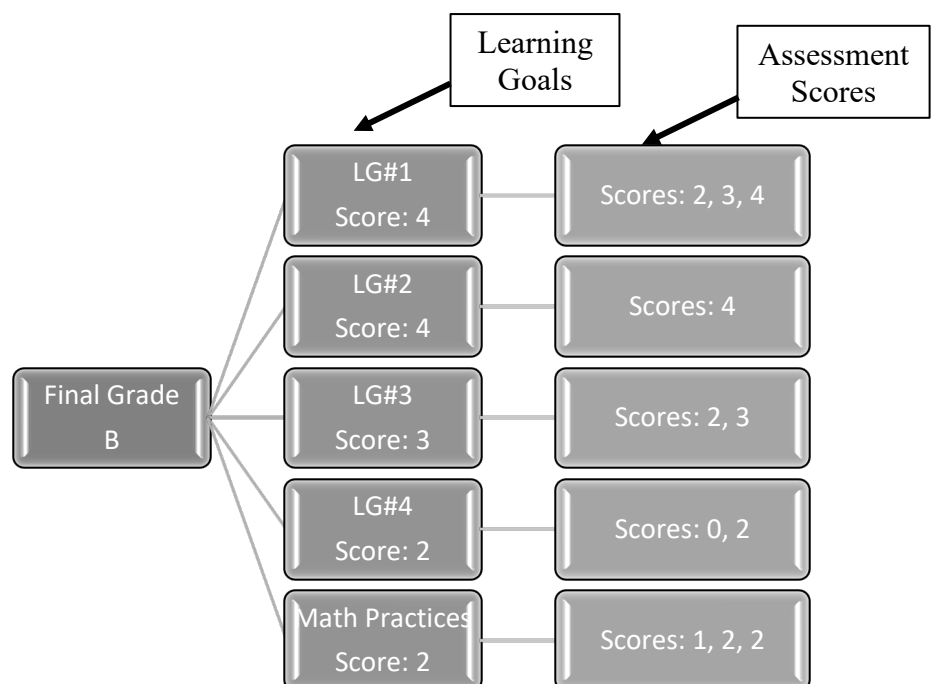 Learning
Goals
Assessment
Scores
LG#1
Score: 4
Scores: 2, 3, 4
LG#2
Score: 4
Scores: 4
Final Grade
B
LG#3
Score: 3
Scores: 2, 3
LG#4
Score: 2
Scores: 0, 2
Math Practices
Score: 2
Scores: 1, 2, 2